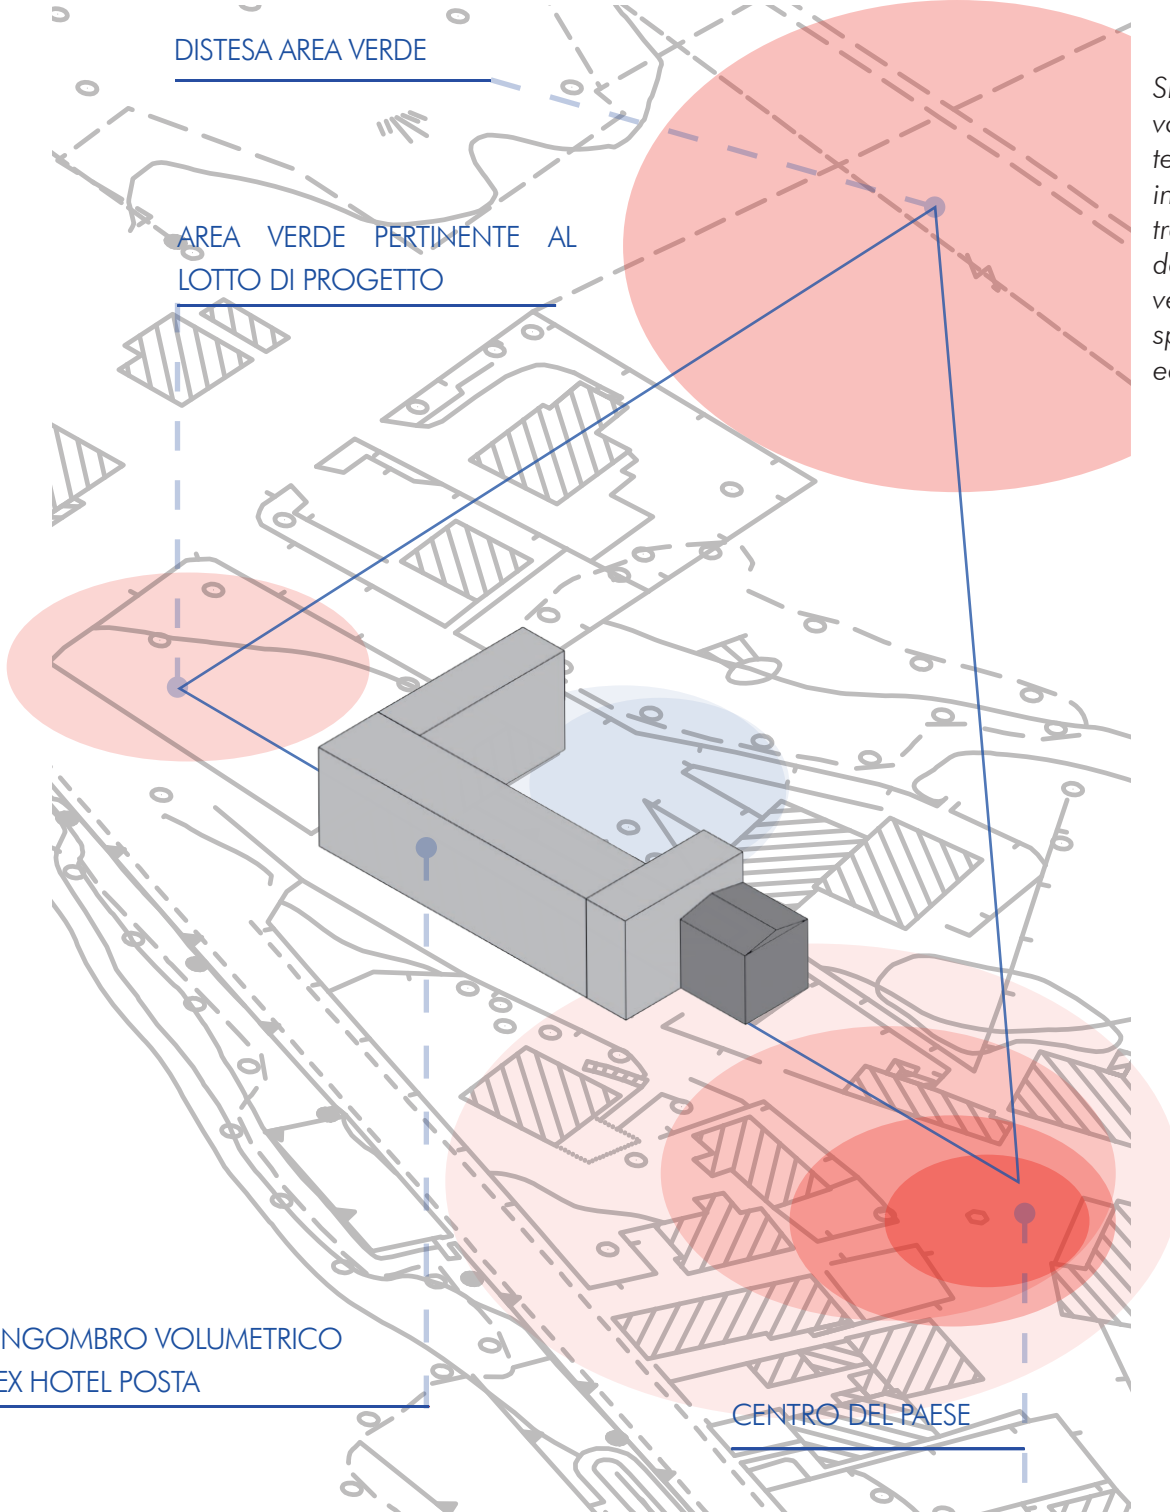 DISTESA AREA VERDE
AREA VERDE PERTINENTE AL
LOTTO DI PROGETTO
NGOMBRO VOLUMETRICO
EX HOTEL POSTA
CENTRO DEL PAESE